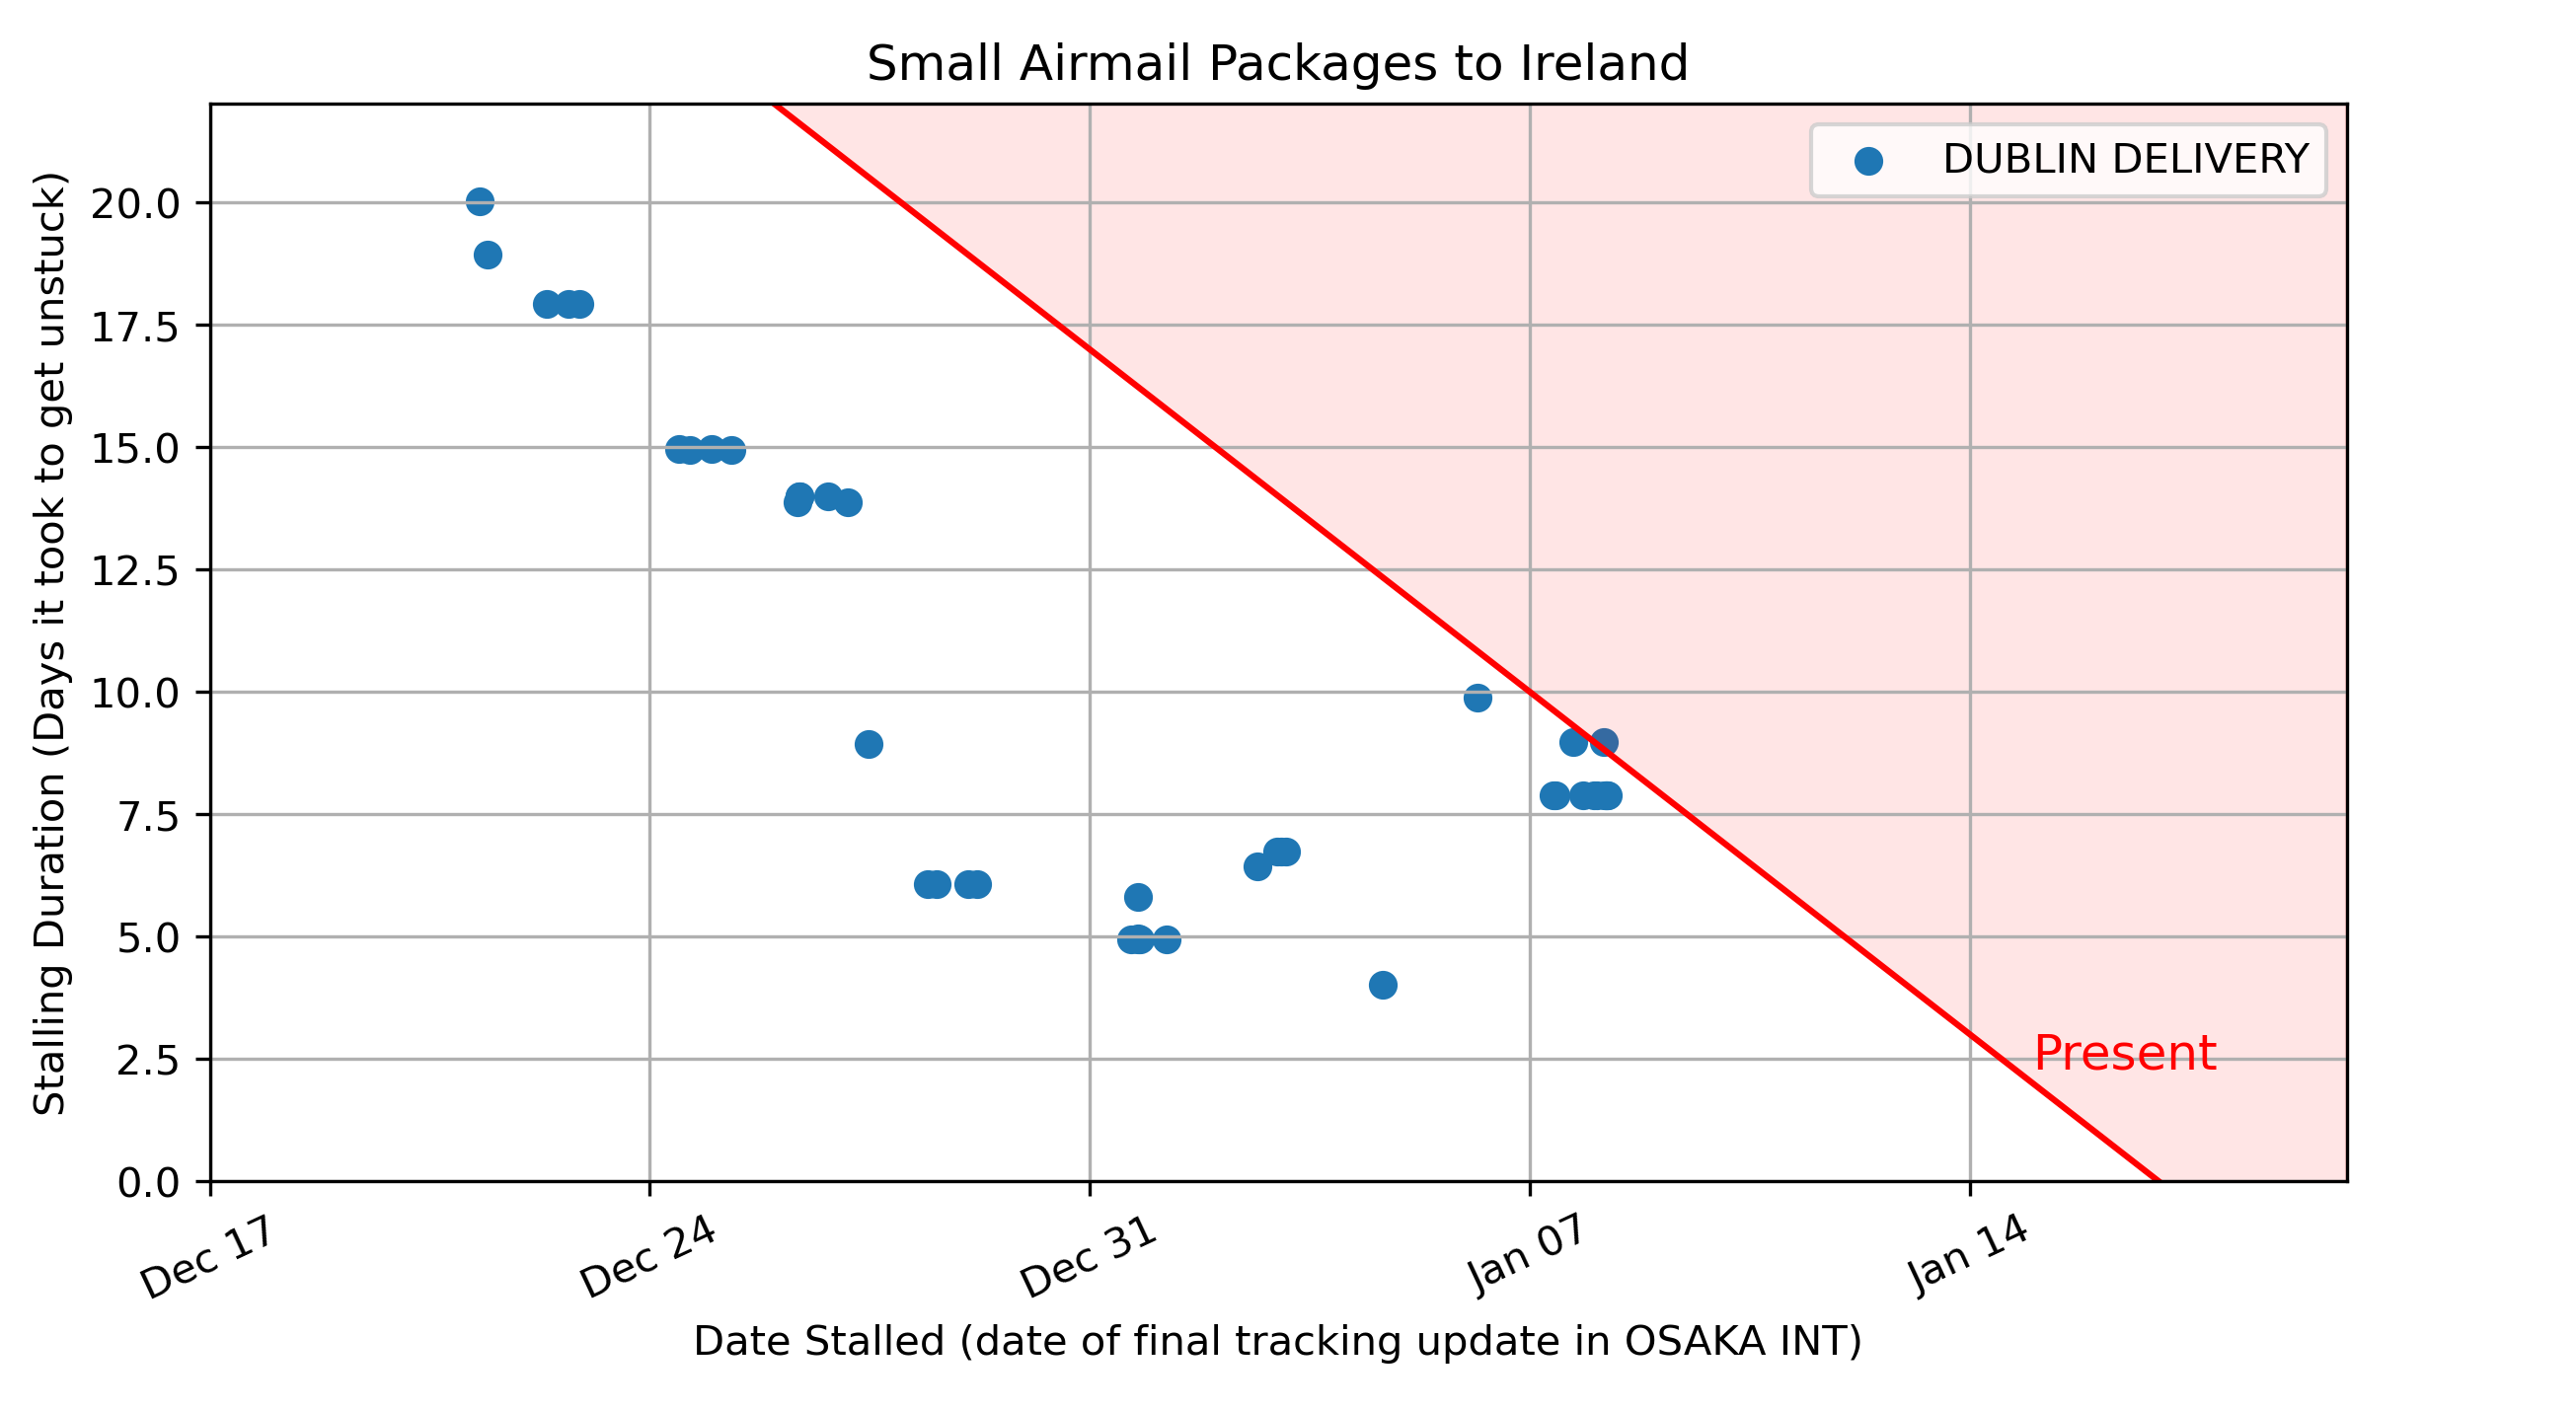 Small Airmail Packages to Ireland
DUBLIN DELIVERY
Stalling Duration (Days it took to get unstuck)
20.0
17.5
15.0
12.5
10.0
7.5
5.0
2.5
0.0
Present
Dec 17
Dec 24
Dec 31
Jan 07
Jan 14
Date Stalled (date of final tracking update in OSAKA INT)